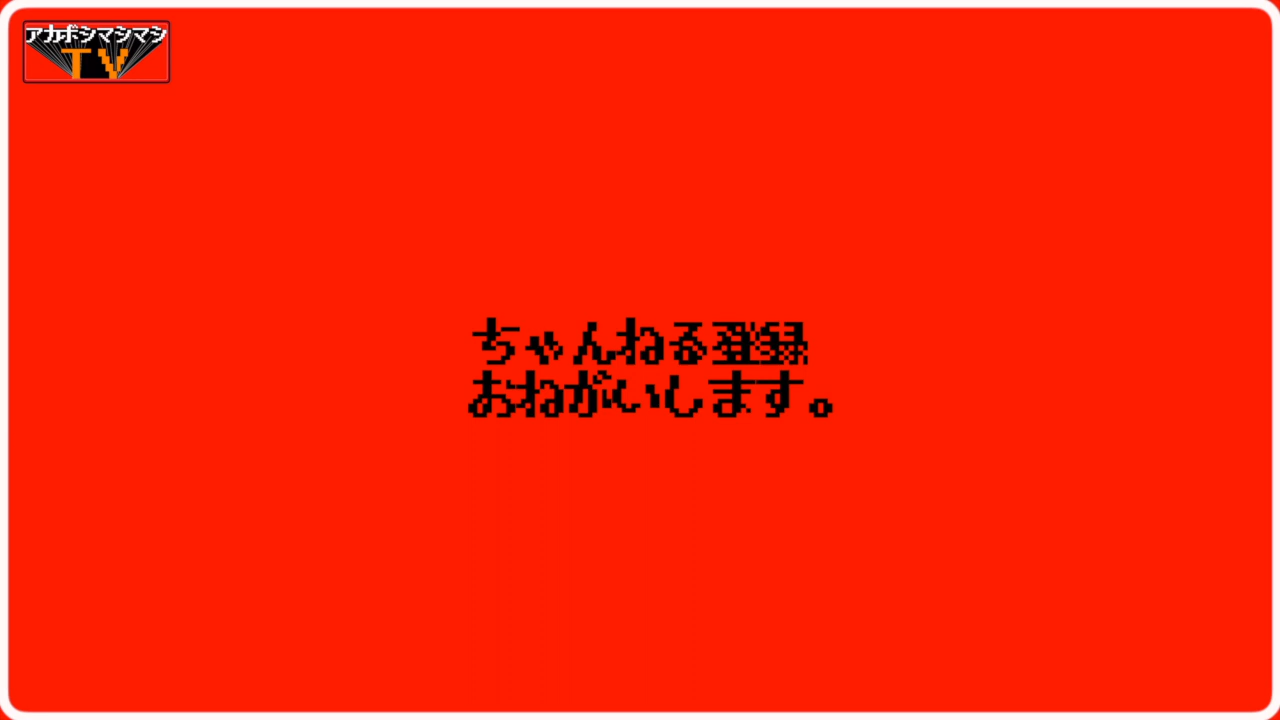 アカボシマシマシ
TV
ちゃんねる登録
おねがいします。